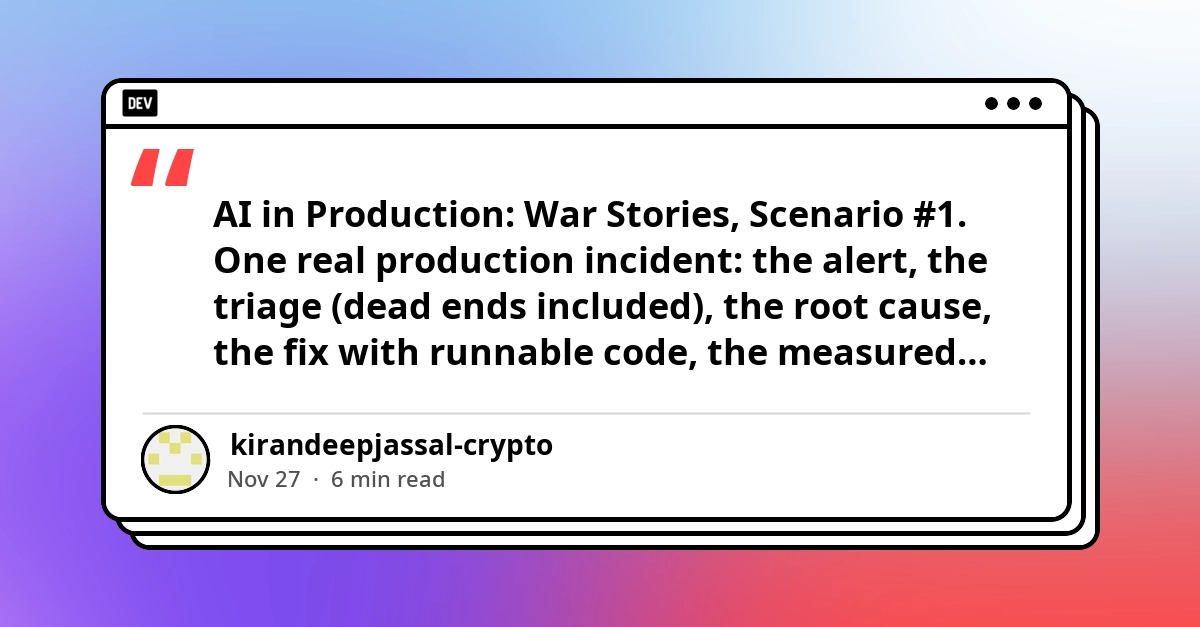 DEV
AI in Production: War Stories, Scenario #1.
One real production incident: the alert, the
triage (dead ends included), the root cause,
the fix with runnable code, the measured...
kirandeepjassal-crypto
Nov 27 · 6 min read